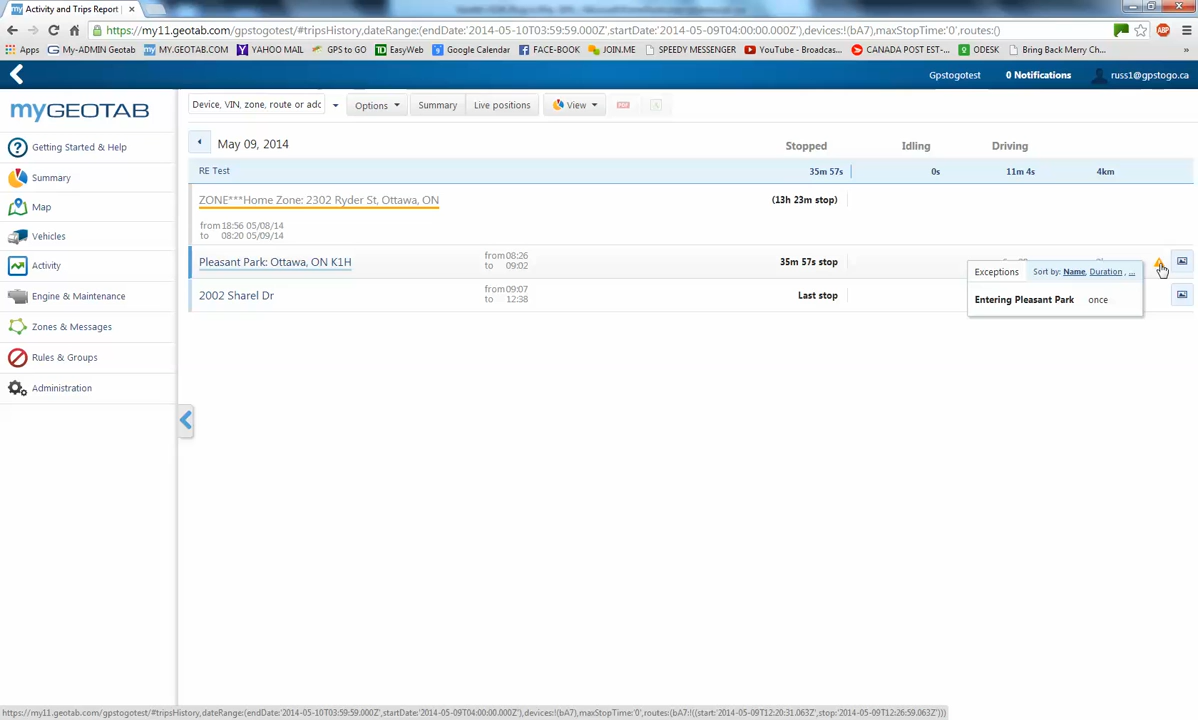 my Activity and Trips Report
https://my11.geotab.com/gpstogotest/#tripsHistory,dateRange:(endDate:'2014-05-10T03:59:59.000Z',startDate:'2014-05-09T04:00:00.000Z'),devices:!(bA7),maxStopTime:'0',routes:()
Apps My-ADMIN Geotab MY.GEOTAB.COM YAHOO MAIL GPS to GO EasyWeb Google Calendar FACE-BOOK JOIN.ME SPEEDY MESSENGER YouTube - Broadcas... CANADA POST EST-... ODESK Bring Back Merry Ch... »
Gpstogotest 0 Notifications russ1@gpstogo.ca
myGEOTAB
Device, VIN, zone, route or adc Options Summary Live positions View
Getting Started & Help
Summary
Map
Vehicles
Activity
Engine & Maintenance
Zones & Messages
Rules & Groups
Administration
May 09, 2014 Stopped Idling Driving
RE Test 35m 57s 0s 11m 4s 4km
ZONE***Home Zone: 2302 Ryder St, Ottawa, ON (13h 23m stop)
from 18:56 05/08/14
to 08:20 05/09/14
Pleasant Park: Ottawa, ON K1H from 08:26 35m 57s stop
to 09:02
2002 Sharel Dr from 09:07 Last stop
to 12:38
Exceptions Sort by: Name, Duration , ...
Entering Pleasant Park once
https://my11.geotab.com/gpstogotest/#tripsHistory,dateRange:(endDate:'2014-05-10T03:59:59.000Z',startDate:'2014-05-09T04:00:00.000Z'),devices:!(bA7),maxStopTime:'0',routes:(bA7:!((start:'2014-05-09T12:20:31.063Z',stop:'2014-05-09T12:26:59.063Z')))